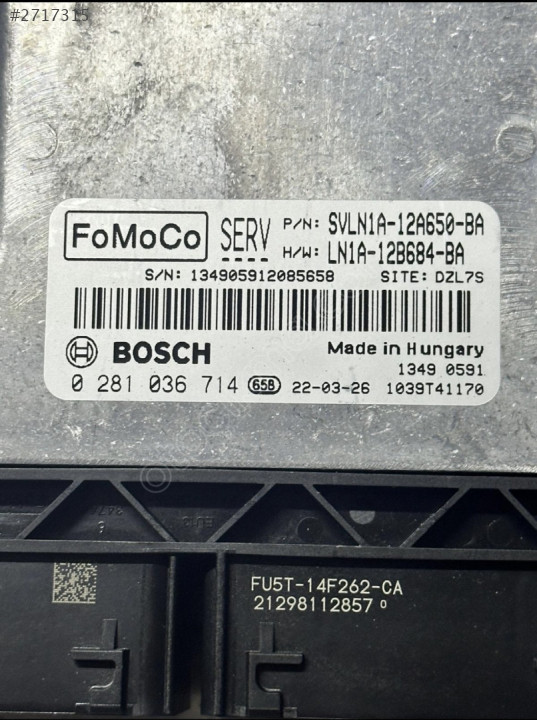 #2717315
FoMoCo SERV P/N: SVLN1A-12A650-BA
H/W: LN1A-12B684-BA
S/N: 134905912085658 SITE: DZL7S
BOSCH Made in Hungary
1349 0591
0 281 036 714 658 22-03-26 1039T41170
FU5T-14F262-CA
21298112857